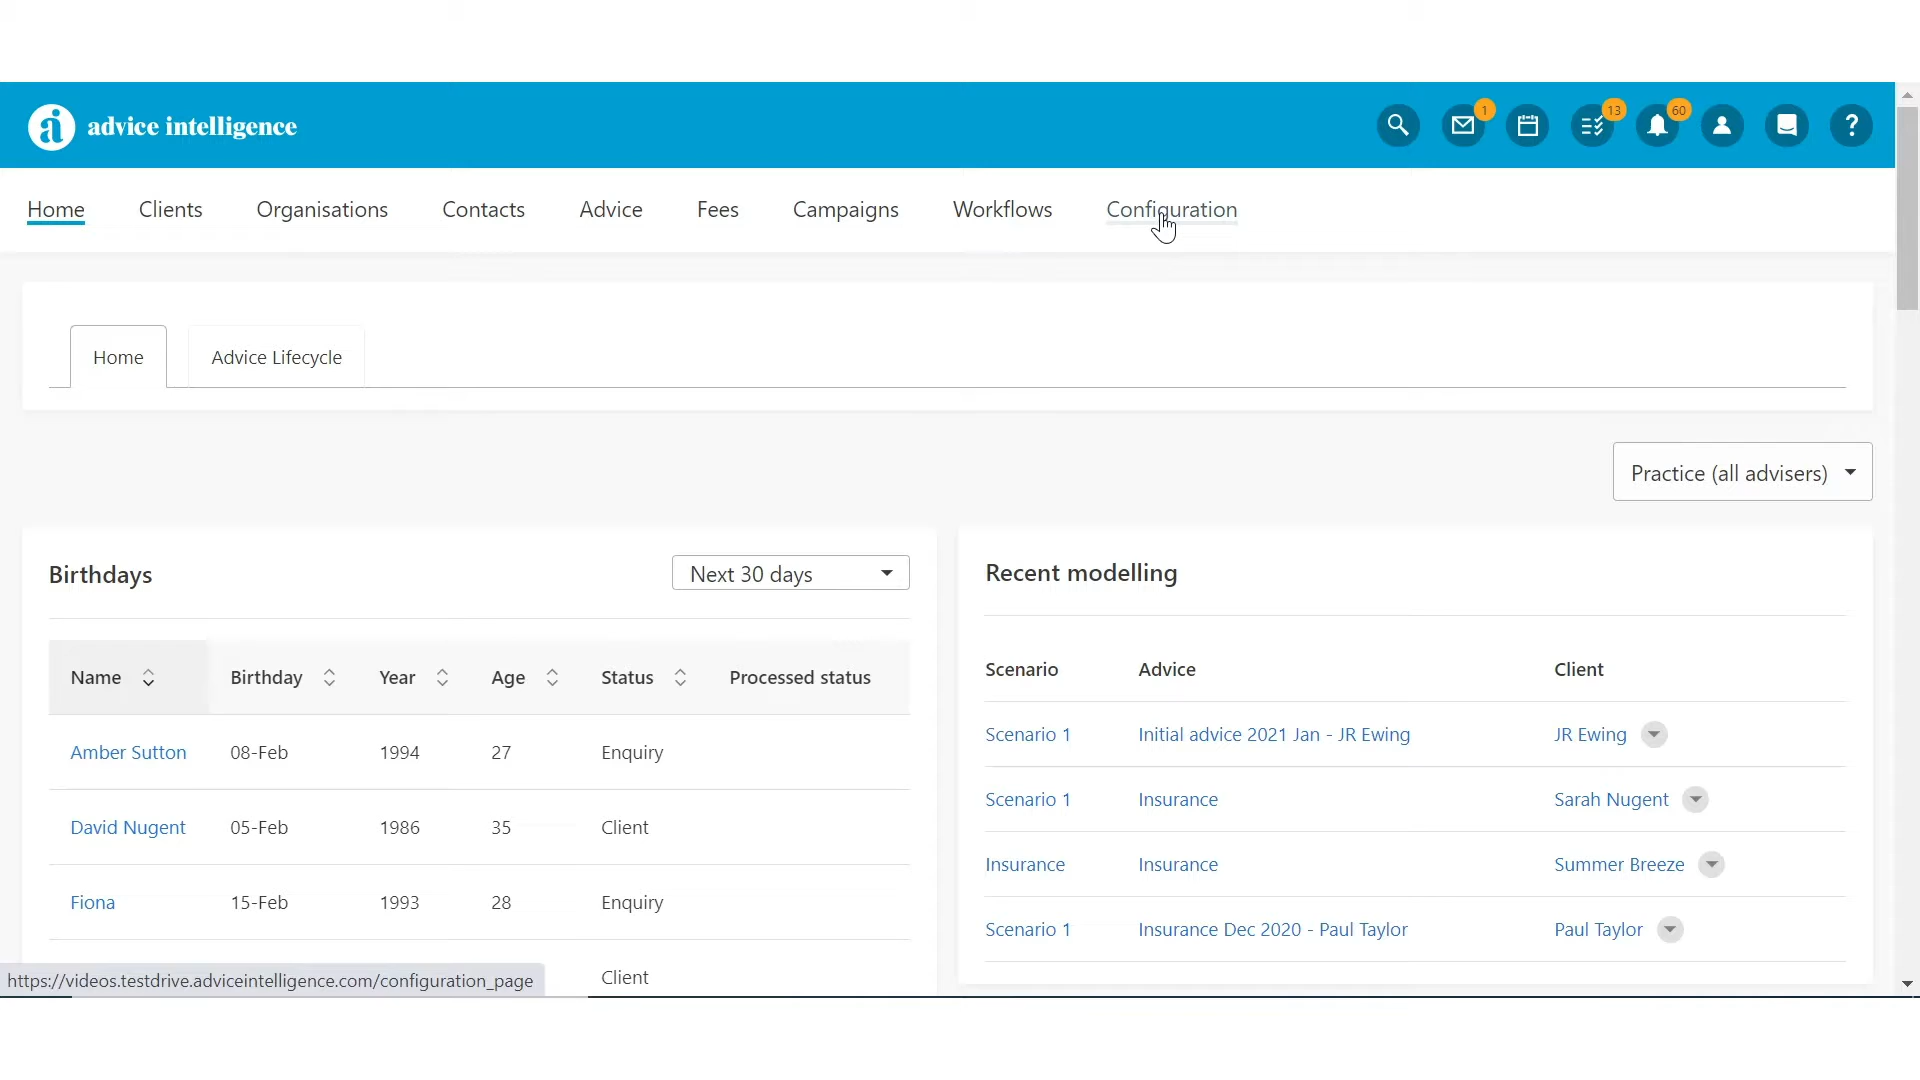 advice intelligence
1
13
60
?
Home Clients Organisations Contacts Advice Fees Campaigns Workflows Configuration
Home Advice Lifecycle
Practice (all advisers)
Birthdays Next 30 days
Name Birthday Year Age Status Processed status
Amber Sutton 08-Feb 1994 27 Enquiry
David Nugent 05-Feb 1986 35 Client
Fiona 15-Feb 1993 28 Enquiry
Client
Recent modelling
Scenario Advice Client
Scenario 1 Initial advice 2021 Jan - JR Ewing JR Ewing
Scenario 1 Insurance Sarah Nugent
Insurance Insurance Summer Breeze
Scenario 1 Insurance Dec 2020 - Paul Taylor Paul Taylor
https://videos.testdrive.adviceintelligence.com/configuration_page